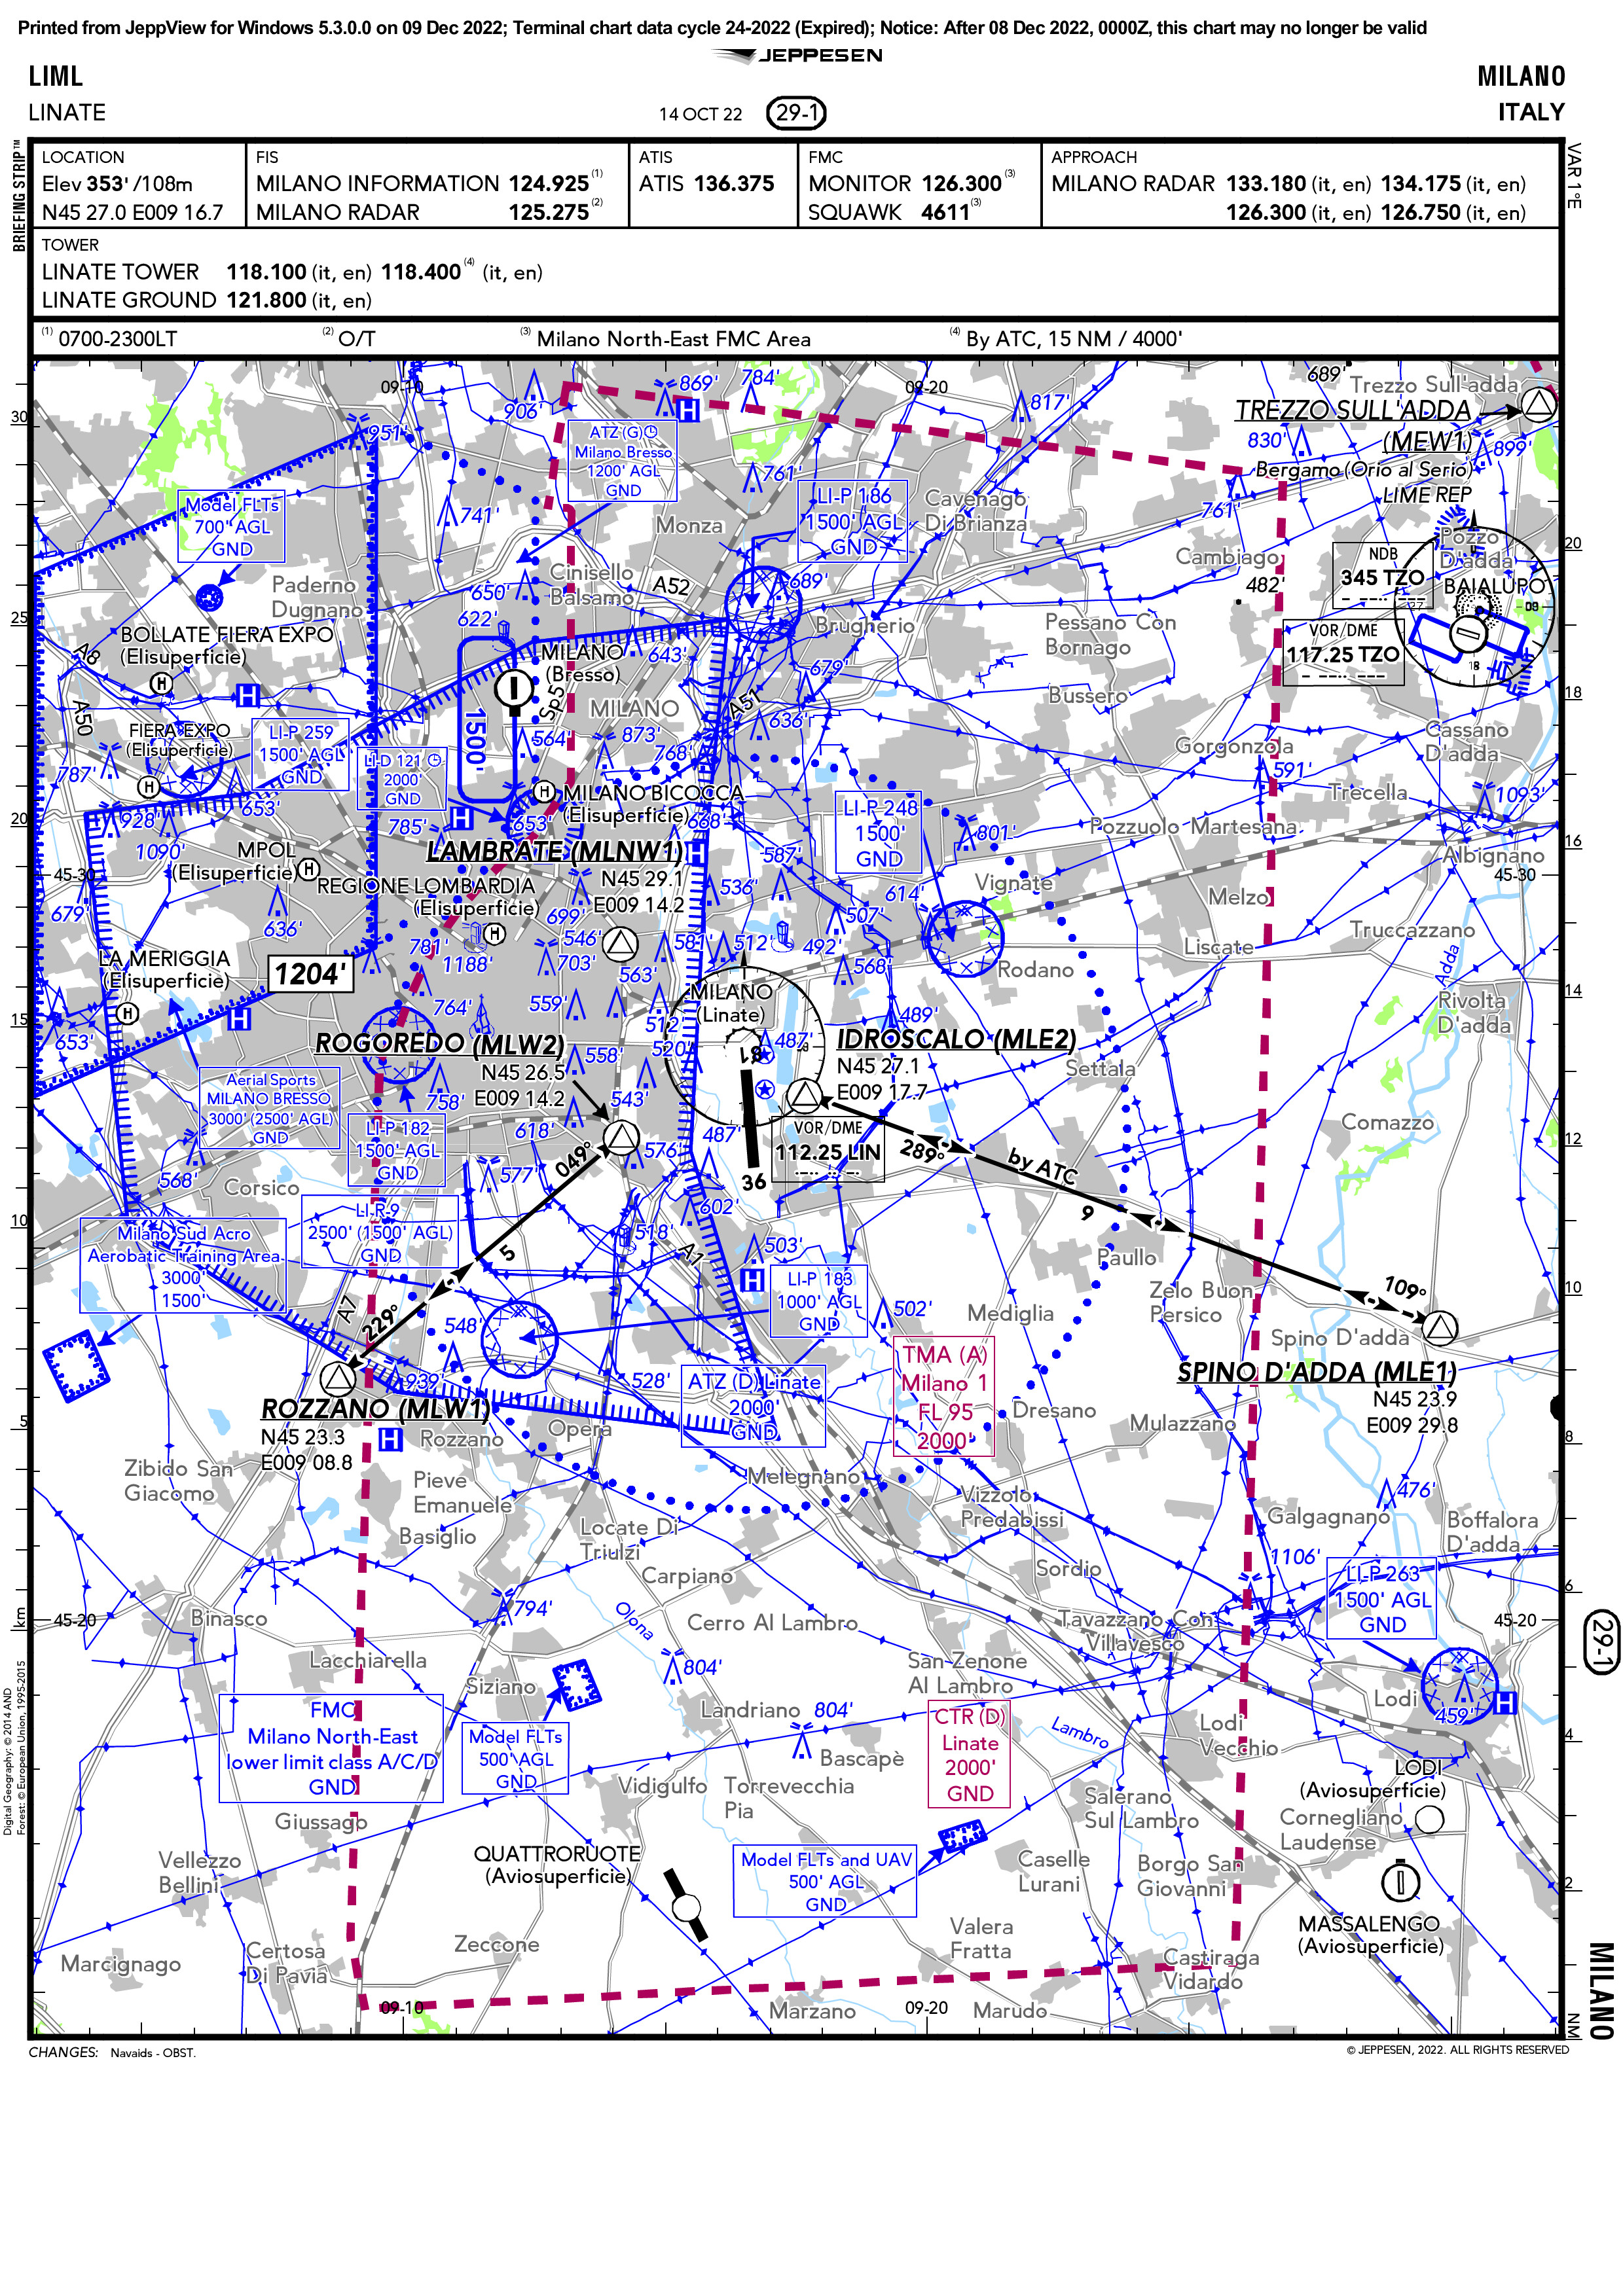 Printed from JeppView for Windows 5.3.0.0 on 09 Dec 2022; Terminal chart data cycle 24-2022 (Expired); Notice: After 08 Dec 2022, 0000Z, this chart may no longer be valid
JEPPESEN
LIML
MILANO
LINATE
14 OCT 22
29-1
ITALY
BRIEFING STRIP™
VAR 1°E
LOCATION
Elev 353' /108m
N45 27.0 E009 16.7
FIS
MILANO INFORMATION 124.925 (1)
MILANO RADAR 125.275 (2)
ATIS
ATIS 136.375
FMC
MONITOR 126.300 (3)
SQUAWK 4611 (3)
APPROACH
MILANO RADAR 133.180 (it, en) 134.175 (it, en)
126.300 (it, en) 126.750 (it, en)
TOWER
LINATE TOWER 118.100 (it, en) 118.400 (4) (it, en)
LINATE GROUND 121.800 (it, en)
(1) 0700-2300LT
(2) O/T
(3) Milano North-East FMC Area
(4) By ATC, 15 NM / 4000'
09-10
09-20
906'
869'
784'
H
817'
689'
Trezzo Sull'adda
TREZZO SULL'ADDA
(MEW1)
830'
899'
Bergamo (Orio al Serio)
LIME REP
30
951'
ATZ (G)
Milano Bresso
1200' AGL
GND
761'
LI-P 186
1500' AGL
GND
Cavenago
Di Brianza
761'
Model FLTs
700' AGL
GND
741'
Monza
Cambiago
482'
NDB
345 TZO
Pozzo
D'adda
BAIALUPO
20
Paderno
Dugnano
650'
Cinisello
Balsamo
A52
689'
622'
25
BOLLATE FIERA EXPO
(Elisuperficie)
A8
Brugherio
Pessano Con
Bornago
VOR/DME
117.25 TZO
27
09
18
MILANO
(Bresso)
643'
679'
H
H
A50
1500'
Sp5
MILANO
A51
636'
Bussero
18
FIERA EXPO
(Elisuperficie)
LI-P 259
1500' AGL
GND
LI-D 121
2000'
GND
564'
873'
768'
Gorgonzola
Cassano
D'adda
787'
H
653'
591'
H
MILANO BICOCCA
(Elisuperficie)
Trecella
1093'
20
928'
1090'
785'
H
653'
668'
LI-P 248
1500'
GND
801'
Pozzuolo Martesana
16
MPOL
(Elisuperficie)
H
LAMBRATE (MLNW1)
N45 29.1
E009 14.2
H
587'
Albignano
45-30
45-30
REGIONE LOMBARDIA
(Elisuperficie)
536'
614'
Vignate
Melzo
679'
636'
699'
H
507'
LA MERIGGIA
(Elisuperficie)
1204'
781'
1188'
546'
703'
581'
512'
492'
568'
Liscate
Truccazzano
563'
Rodano
Adda
14
H
15
H
764'
559'
MILANO
(Linate)
512'
489'
Rivolta
D'adda
653'
ROGOREDO (MLW2)
N45 26.5
E009 14.2
558'
520'
18
487'
IDROSCALO (MLE2)
N45 27.1
E009 17.7
Settala
Aerial Sports
MILANO BRESSO
3000' (2500' AGL)
GND
758'
543'
LI-P 182
1500' AGL
GND
618'
487'
VOR/DME
112.25 LIN
Comazzo
12
568'
Corsico
577'
049°
576'
36
289°
by ATC
9
LI-R 9
2500' (1500' AGL)
GND
602'
10
Milano Sud Acro
Aerobatic Training Area
3000'
1500'
5
518'
A1
503'
H
Paullo
LI-P 183
1000' AGL
GND
Zelo Buon
Persico
109°
10
A7
229°
548'
502'
Mediglia
Spino D'adda
939'
528'
ATZ (D) Linate
2000'
GND
TMA (A)
Milano 1
FL 95
2000'
SPINO D'ADDA (MLE1)
N45 23.9
E009 29.8
ROZZANO (MLW1)
N45 23.3
E009 08.8
H
Rozzano
Opera
Dresano
Mulazzano
5
8
Zibido San
Giacomo
Pieve
Emanuele
Melegnano
Vizzolo
Predabissi
476'
Basiglio
Locate Di
Triulzi
Galgagnano
Boffalora
D'adda
Carpiano
Sordio
1106'
LI-P 263
1500' AGL
GND
6
794'
km
45-20
Binasco
Olona
Cerro Al Lambro
Tavazzano Con
Villavesco
45-20
29-1
Lacchiarella
804'
San Zenone
Al Lambro
Siziano
Lodi
459'
H
FMC
Milano North-East
lower limit class A/C/D
GND
Model FLTs
500' AGL
GND
Landriano
804'
CTR (D)
Linate
2000'
GND
Lambro
Lodi
Vecchio
4
Bascapè
LODI
(Aviosuperficie)
Vidigulfo
Torrevecchia
Pia
Salerano
Sul Lambro
Cornegliano
Laudense
Giussago
QUATTRORUOTE
(Aviosuperficie)
Model FLTs and UAV
500' AGL
GND
Vellezzo
Bellini
Caselle
Lurani
Borgo San
Giovanni
2
MASSALENGO
(Aviosuperficie)
Zeccone
Valera
Fratta
Marcignago
Certosa
Di Pavia
Castiraga
Vidardo
09-10
Marzano
09-20
Marudo
NM
MILANO
Digital Geography: © 2014 AND
Forest: © European Union, 1995-2015
CHANGES: Navaids - OBST.
© JEPPESEN, 2022. ALL RIGHTS RESERVED